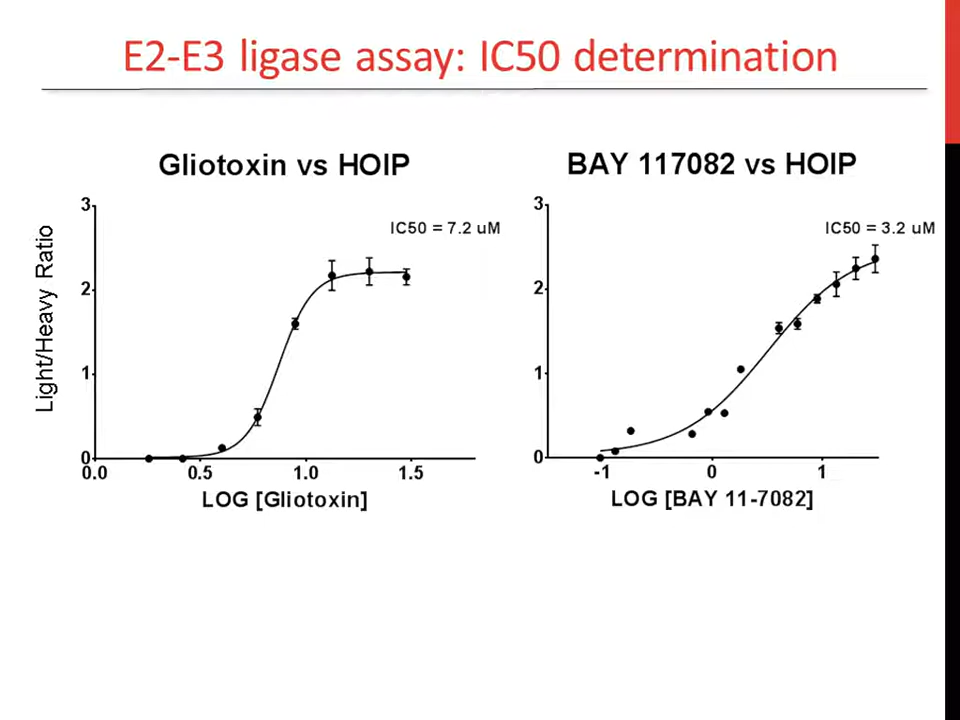 E2-E3 ligase assay: IC50 determination
Gliotoxin vs HOIP
IC50 = 7.2 uM
Light/Heavy Ratio
3
2
1
0
0.0
0.5
1.0
1.5
LOG [Gliotoxin]
BAY 117082 vs HOIP
IC50 = 3.2 uM
3
2
1
0
-1
0
1
LOG [BAY 11-7082]